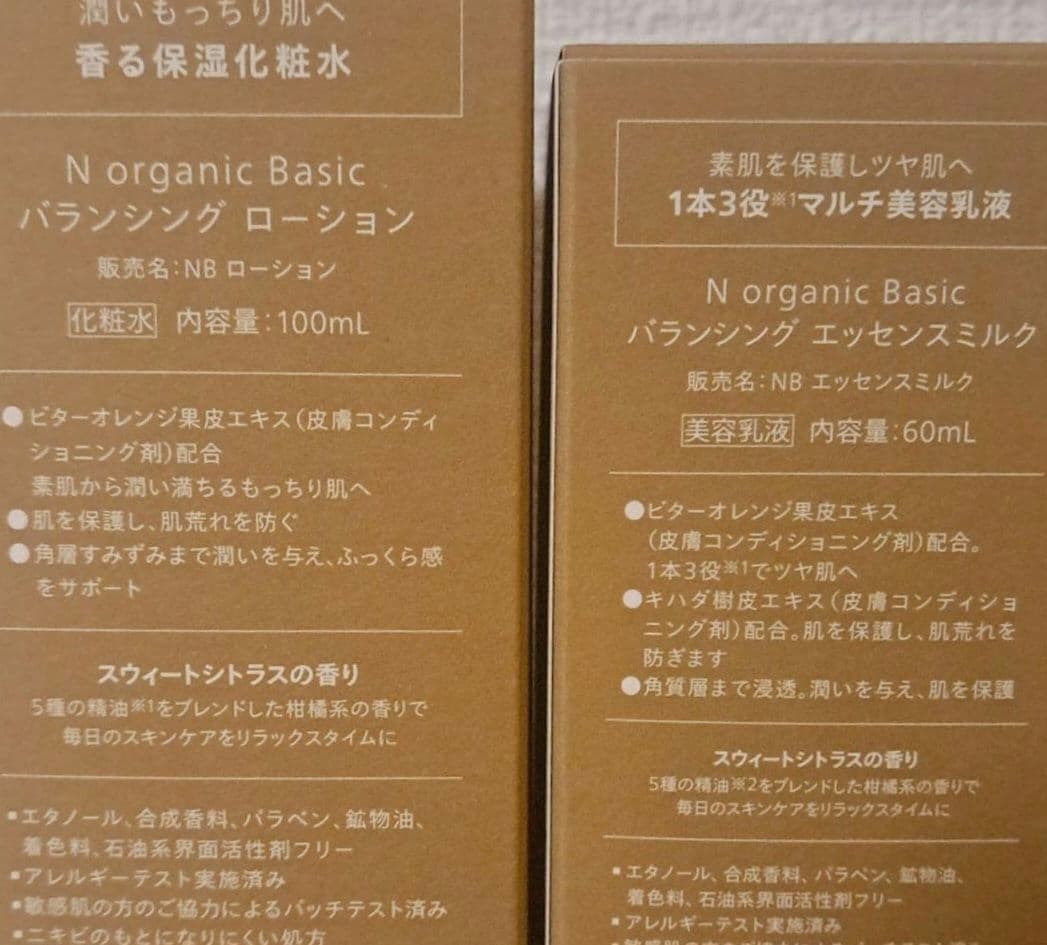 潤いもっちり肌へ
香る保湿化粧水
N organic Basic
バランシング ローション
販売名:NB ローション
化粧水 内容量:100mL
●ビターオレンジ果皮エキス(皮膚コンディ
ショニング剤)配合
素肌から潤い満ちるもっちり肌へ
●肌を保護し、肌荒れを防ぐ
●角層すみずみまで潤いを与え、ふっくら感
をサポート
スウィートシトラスの香り
5種の精油※1をブレンドした柑橘系の香りで
毎日のスキンケアをリラックスタイムに
▪エタノール、合成香料、パラベン、鉱物油、
着色料、石油系界面活性剤フリー
▪アレルギーテスト実施済み
▪敏感肌の方のご協力によるパッチテスト済み
▪ニキビのもとになりにくい処方
素肌を保護しツヤ肌へ
1本3役※1マルチ美容乳液
N organic Basic
バランシング エッセンスミルク
販売名:NB エッセンスミルク
美容乳液 内容量:60mL
●ビターオレンジ果皮エキス
(皮膚コンディショニング剤)配合。
1本3役※1でツヤ肌へ
●キハダ樹皮エキス(皮膚コンディショ
ニング剤)配合。肌を保護し、肌荒れを
防ぎます
●角質層まで浸透。潤いを与え、肌を保護
スウィートシトラスの香り
5種の精油※2をブレンドした柑橘系の香りで
毎日のスキンケアをリラックスタイムに
▪エタノール、合成香料、パラベン、鉱物油、
着色料、石油系界面活性剤フリー
▪アレルギーテスト実施済み